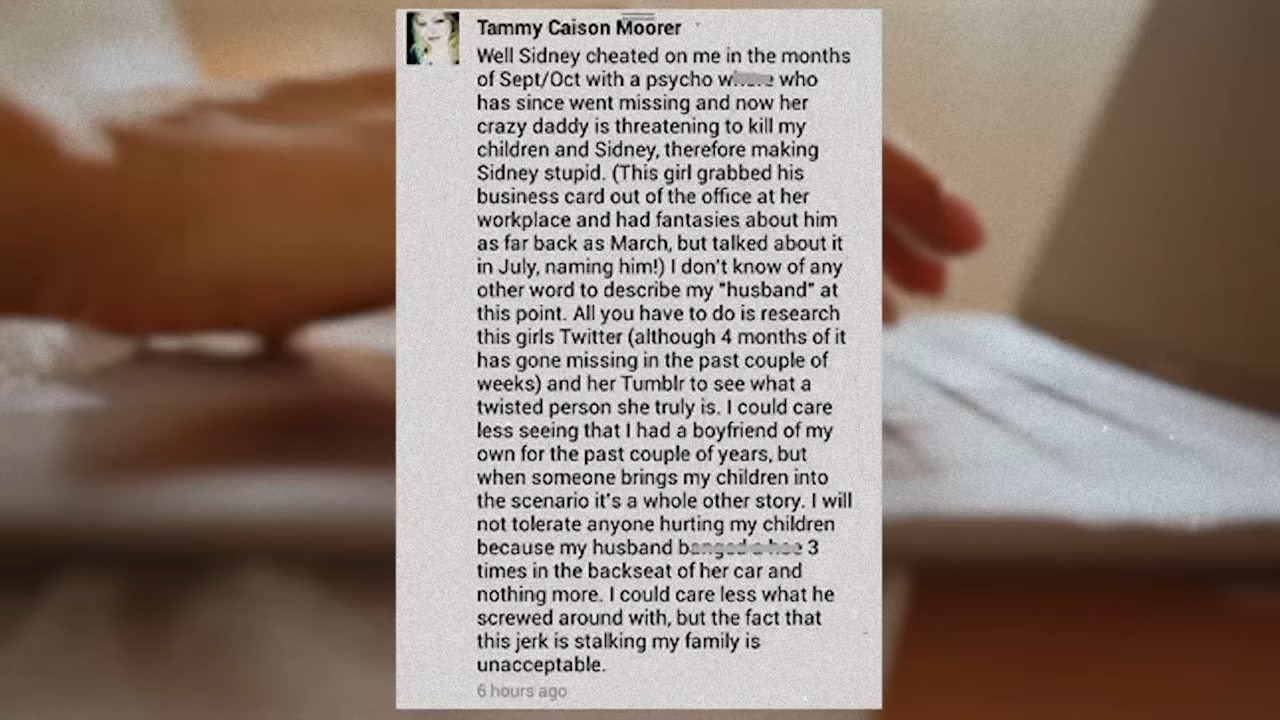 Tammy Caison Moorer
Well Sidney cheated on me in the months
of Sept/Oct with a psycho who
has since went missing and now her
crazy daddy is threatening to kill my
children and Sidney, therefore making
Sidney stupid. (This girl grabbed his
business card out of the office at her
workplace and had fantasies about him
as far back as March, but talked about it
in July, naming him!) I don't know of any
other word to describe my "husband" at
this point. All you have to do is research
this girls Twitter (although 4 months of it
has gone missing in the past couple of
weeks) and her Tumblr to see what a
twisted person she truly is. I could care
less seeing that I had a boyfriend of my
own for the past couple of years, but
when someone brings my children into
the scenario it's a whole other story. I will
not tolerate anyone hurting my children
because my husband 3
times in the backseat of her car and
nothing more. I could care less what he
screwed around with, but the fact that
this jerk is stalking my family is
unacceptable.
6 hours ago